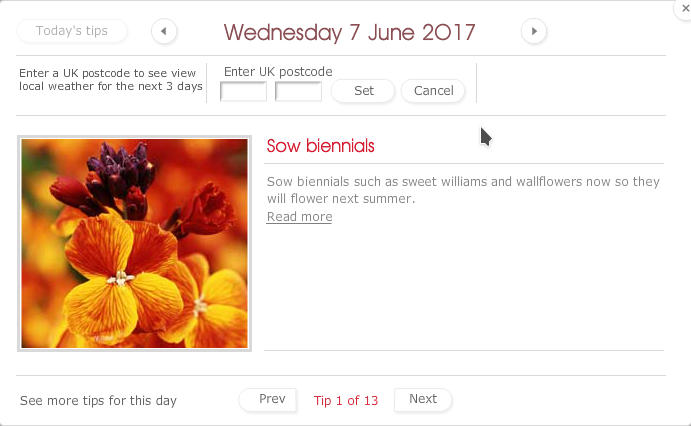 Today's tips
Wednesday 7 June 2017
Enter a UK postcode to see view
local weather for the next 3 days
Enter UK postcode
Set
Cancel
Sow biennials
Sow biennials such as sweet williams and wallflowers now so they
will flower next summer.
Read more
See more tips for this day
Prev
Tip 1 of 13
Next